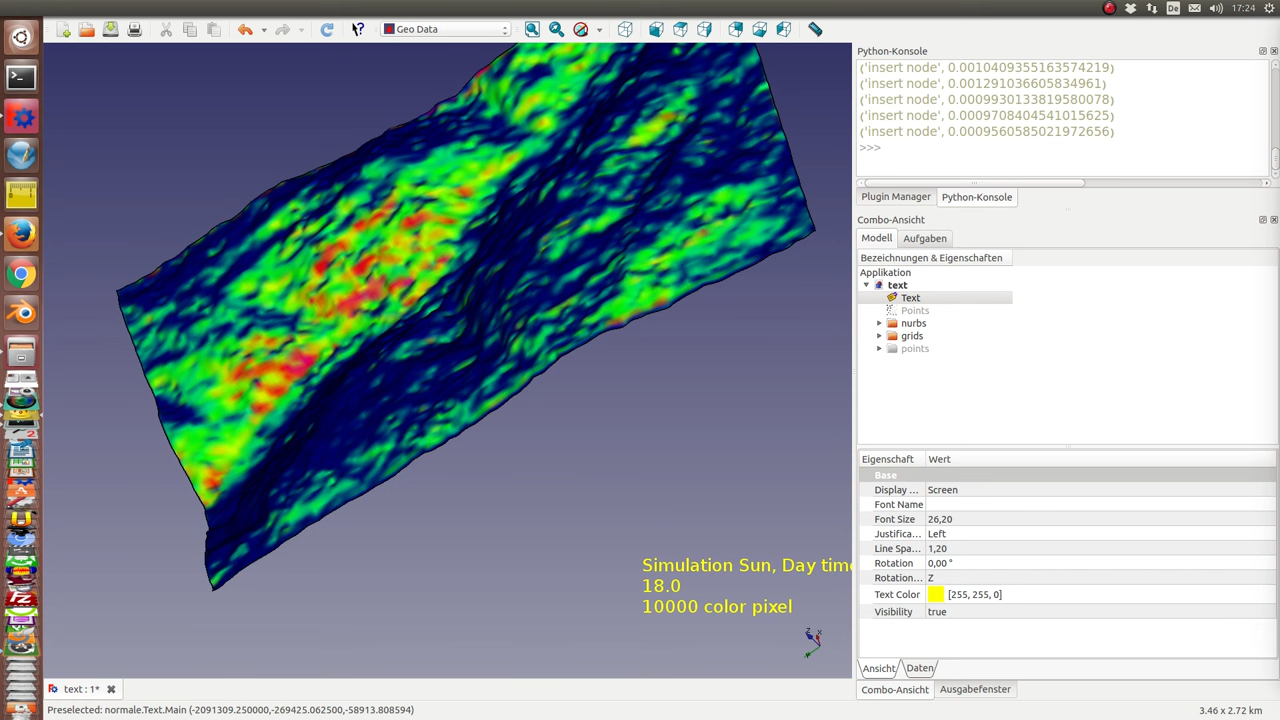 De
17:24
Geo Data
Python-Konsole
('insert node', 0.0010409355163574219)
('insert node', 0.001291036605834961)
('insert node', 0.0009930133819580078)
('insert node', 0.0009708404541015625)
('insert node', 0.0009560585021972656)
>>>
Plugin Manager
Python-Konsole
Combo-Ansicht
Modell
Aufgaben
Bezeichnungen & Eigenschaften
Applikation
text
Text
Points
nurbs
grids
points
Eigenschaft Wert
Base
Display ... Screen
Font Name
Font Size 26,20
Justifica... Left
Line Spa... 1,20
Rotation 0,00 °
Rotation... Z
Text Color [255, 255, 0]
Visibility true
Simulation Sun, Day time
18.0
10000 color pixel
Ansicht
Daten
text : 1*
Combo-Ansicht
Ausgabefenster
Preselected: normale.Text.Main (-2091309.250000,-269425.062500,-58913.808594)
3.46 x 2.72 km